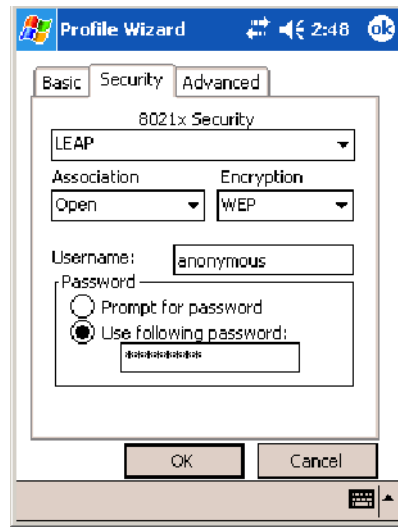 Profile Wizard 2:48 ok
Basic Security Advanced
8021x Security
LEAP
Association Encryption
Open WEP
Username: anonymous
Password
Prompt for password
Use following password:
*********
OK Cancel